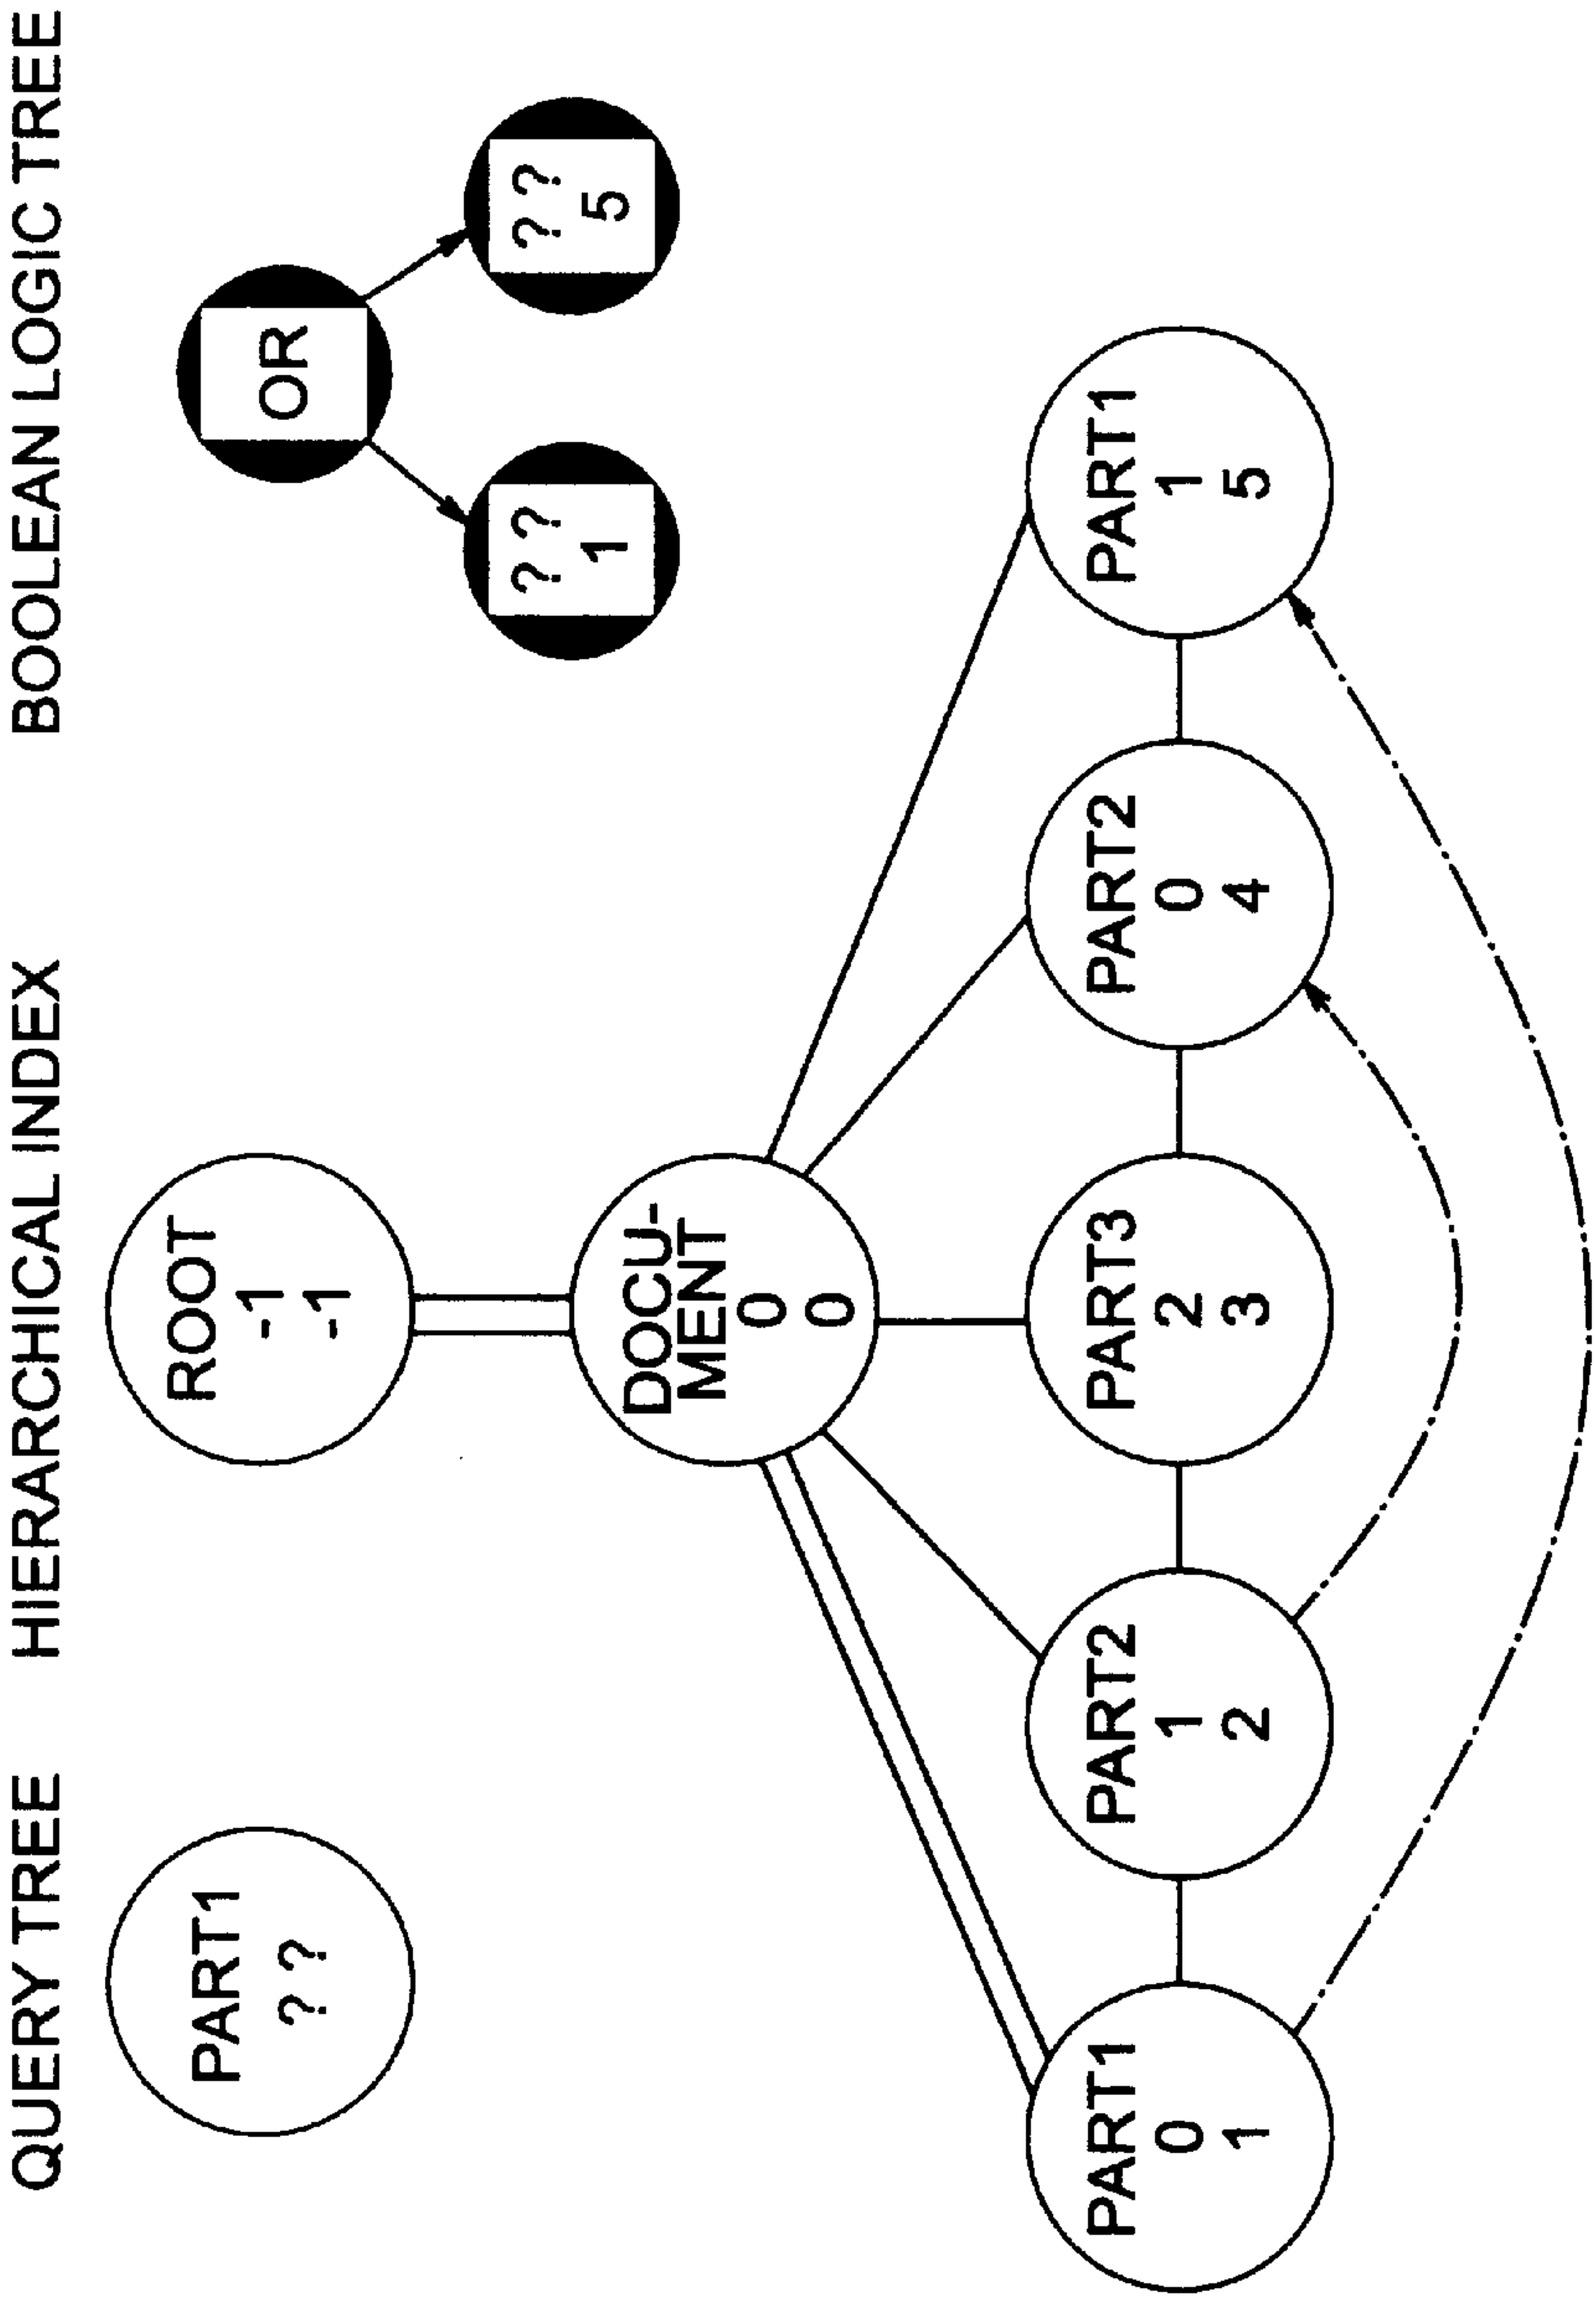 QUERY TREE
HIERARCHICAL INDEX
BOOLEAN LOGIC TREE
PART1
? ?
ROOT
-1
-1
OR
? ?
1
? ?
5
DOCU-
MENT
0
0
PART1
0
1
PART2
1
2
PART3
2
3
PART2
0
4
PART1
1
5